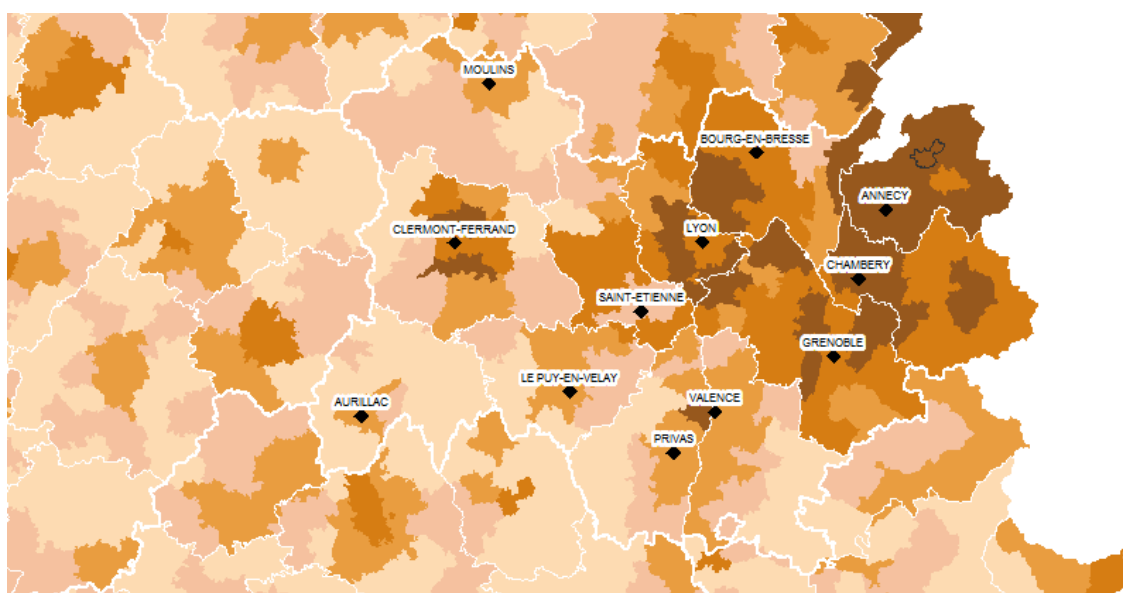 MOULINS
BOURG-EN-BRESSE
ANNECY
CLERMONT-FERRAND
LYON
CHAMBERY
SAINT-ETIENNE
GRENOBLE
LE PUY-EN-VELAY
AURILLAC
VALENCE
PRIVAS